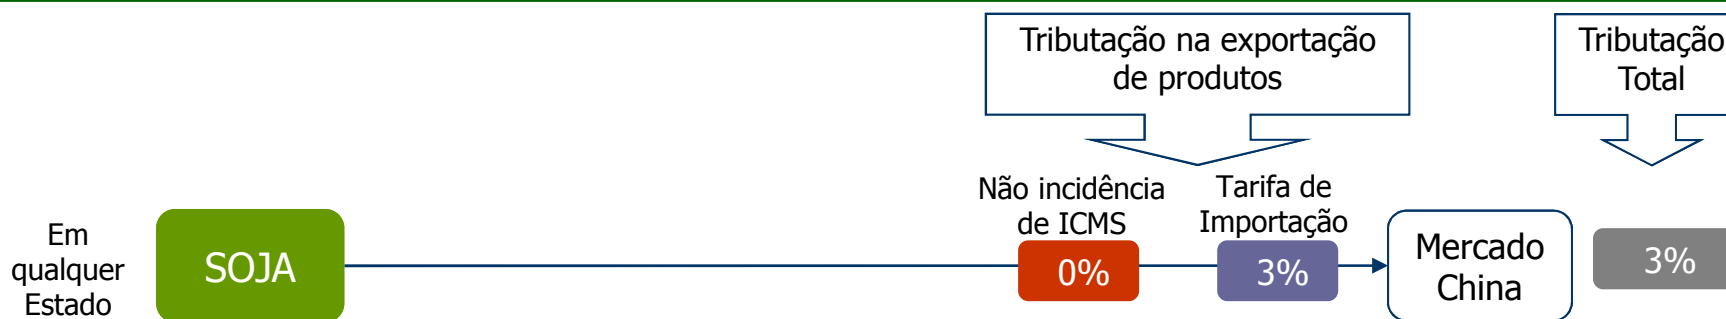 Tributação na exportação
de produtos
Tributação
Total
Não incidência
de ICMS
Tarifa de
Importação
Em
qualquer
Estado
SOJA
0%
3%
Mercado
China
3%